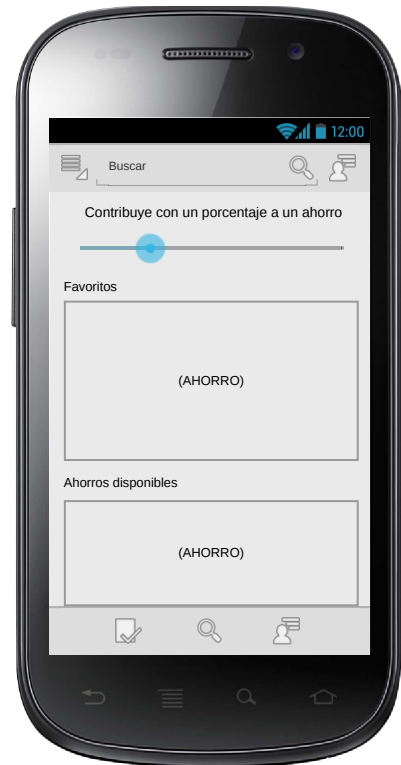 12:00
Buscar
Contribuye con un porcentaje a un ahorro
Favoritos
(AHORRO)
Ahorros disponibles
(AHORRO)